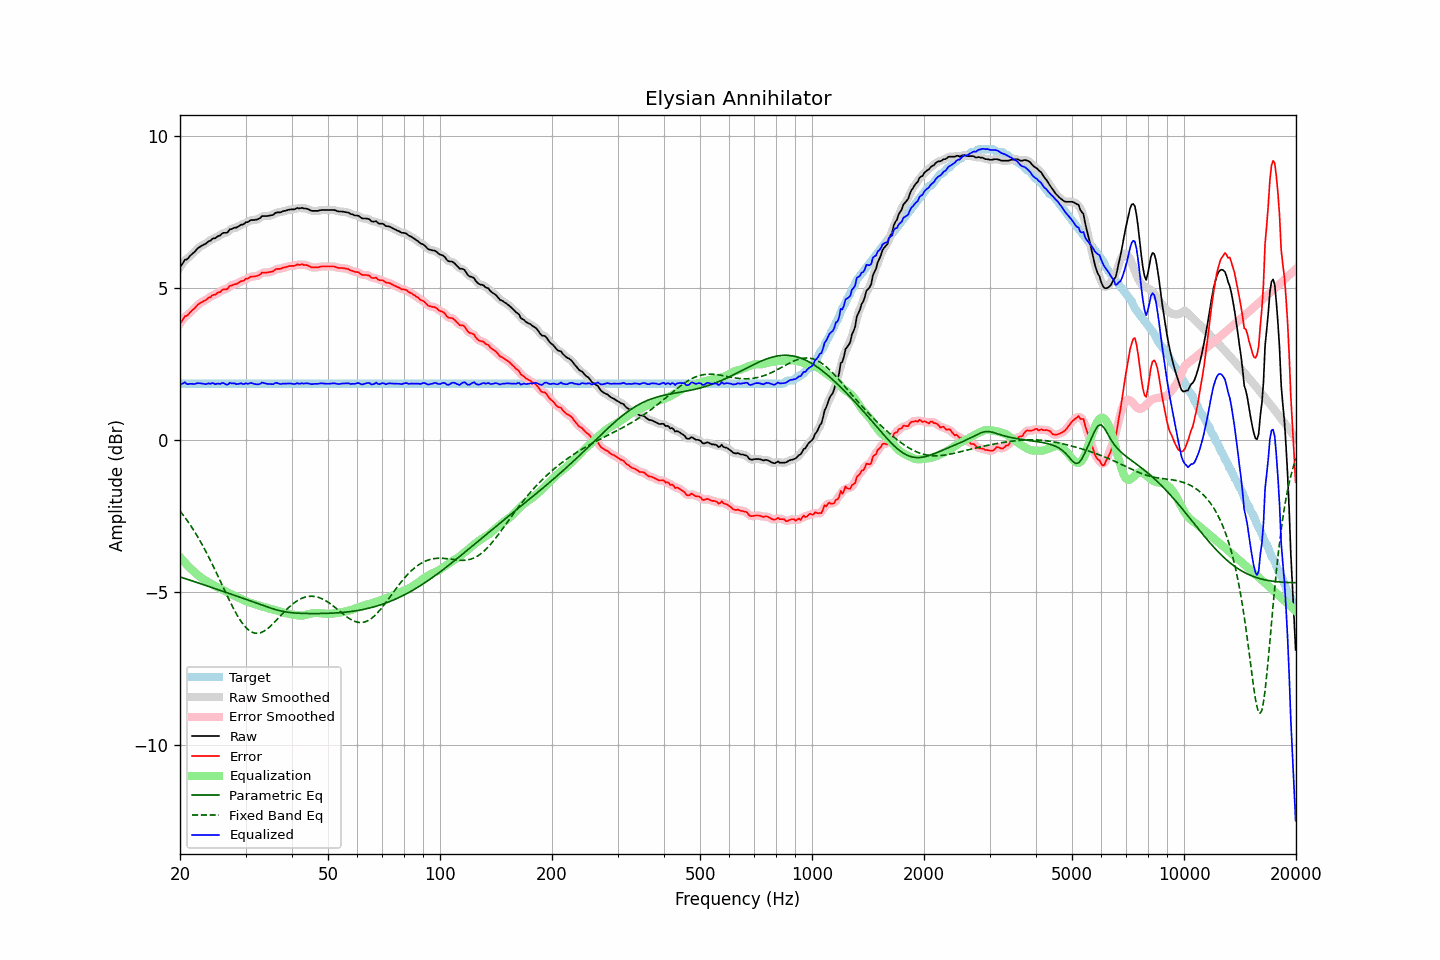 Elysian Annihilator
10
5
0
−5
−10
Amplitude (dBr)
Target
Raw Smoothed
Error Smoothed
Raw
Error
Equalization
Parametric Eq
Fixed Band Eq
Equalized
20 50 100 200 500 1000 2000 5000 10000 20000
Frequency (Hz)